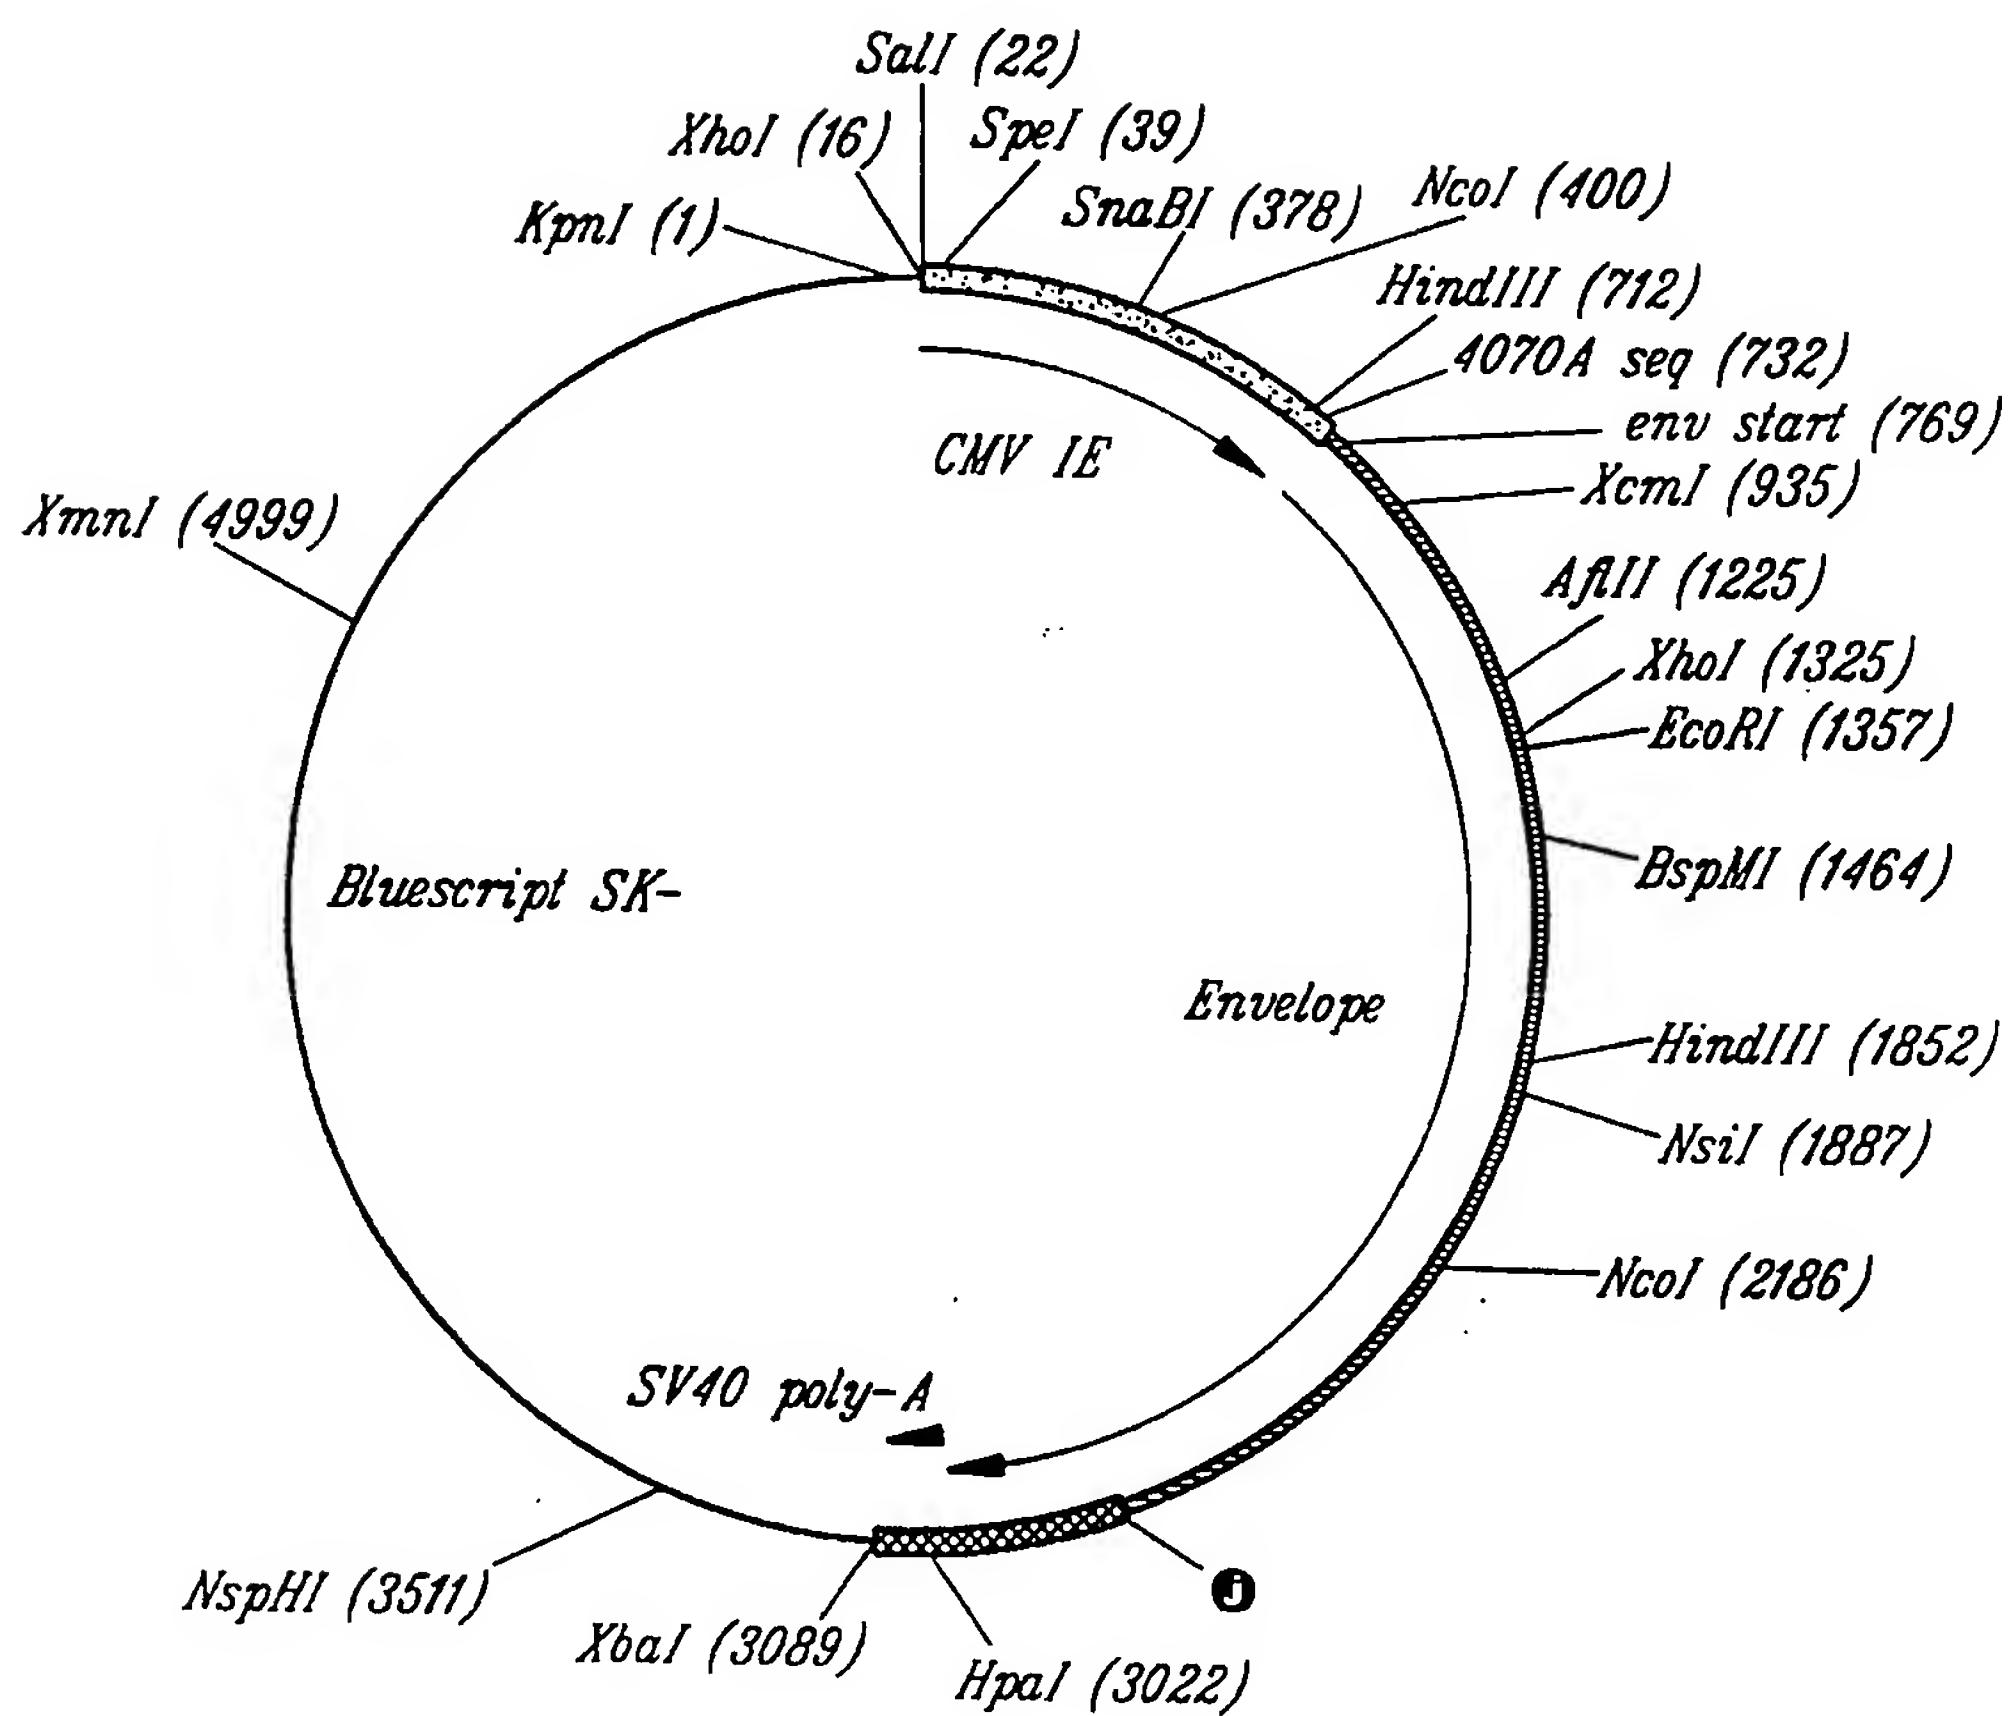 SalI (22)
XhoI (16)
SpeI (39)
KpnI (1)
SnaBI (378)
NcoI (400)
HindIII (712)
4070A seq (732)
env start (769)
CMV IE
XcmI (935)
XmnI (4999)
AflII (1225)
XhoI (1325)
EcoRI (1357)
Bluescript SK-
BspMI (1464)
Envelope
HindIII (1852)
NsiI (1887)
NcoI (2186)
SV40 poly-A
j
NspHI (3511)
XbaI (3089)
HpaI (3022)